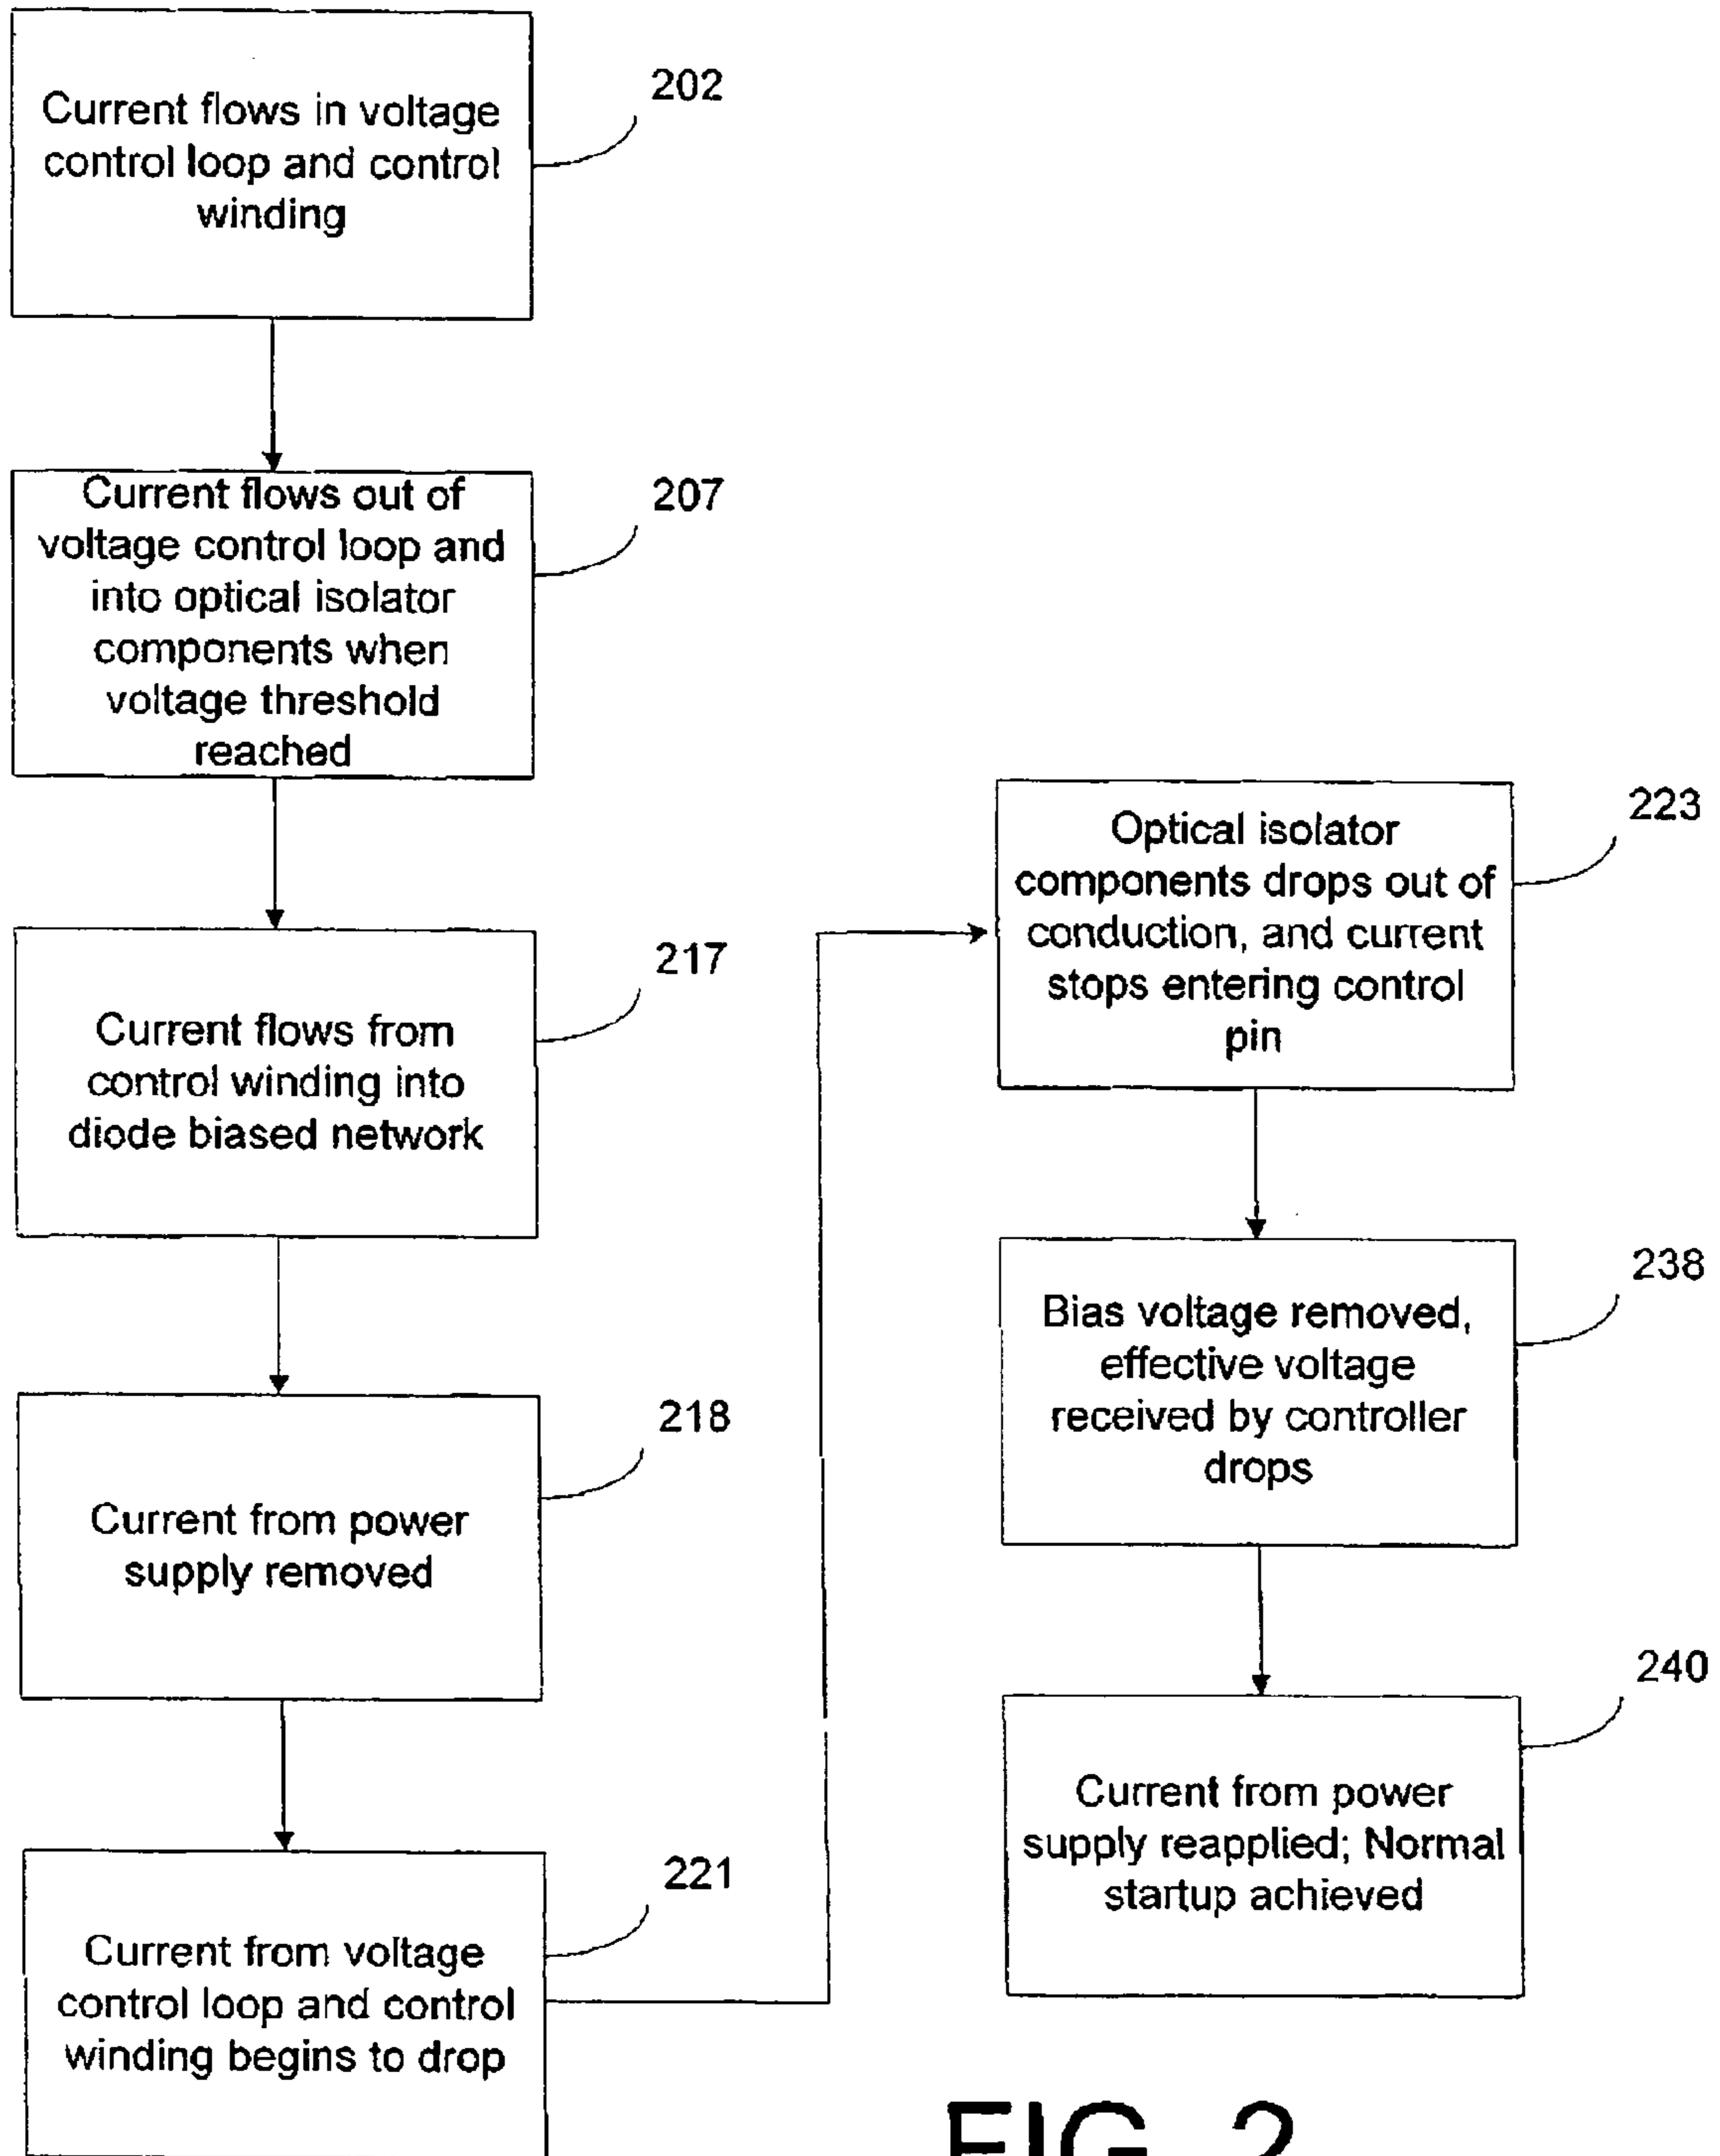 Current flows in voltage
control loop and control
winding
202
Current flows out of
voltage control loop and
into optical isolator
components when
voltage threshold
reached
207
Current flows from
control winding into
diode biased network
217
Current from power
supply removed
218
Current from voltage
control loop and control
winding begins to drop
221
Optical isolator
components drops out of
conduction, and current
stops entering control
pin
223
Bias voltage removed,
effective voltage
received by controller
drops
238
Current from power
supply reapplied; Normal
startup achieved
240
FIG. 2